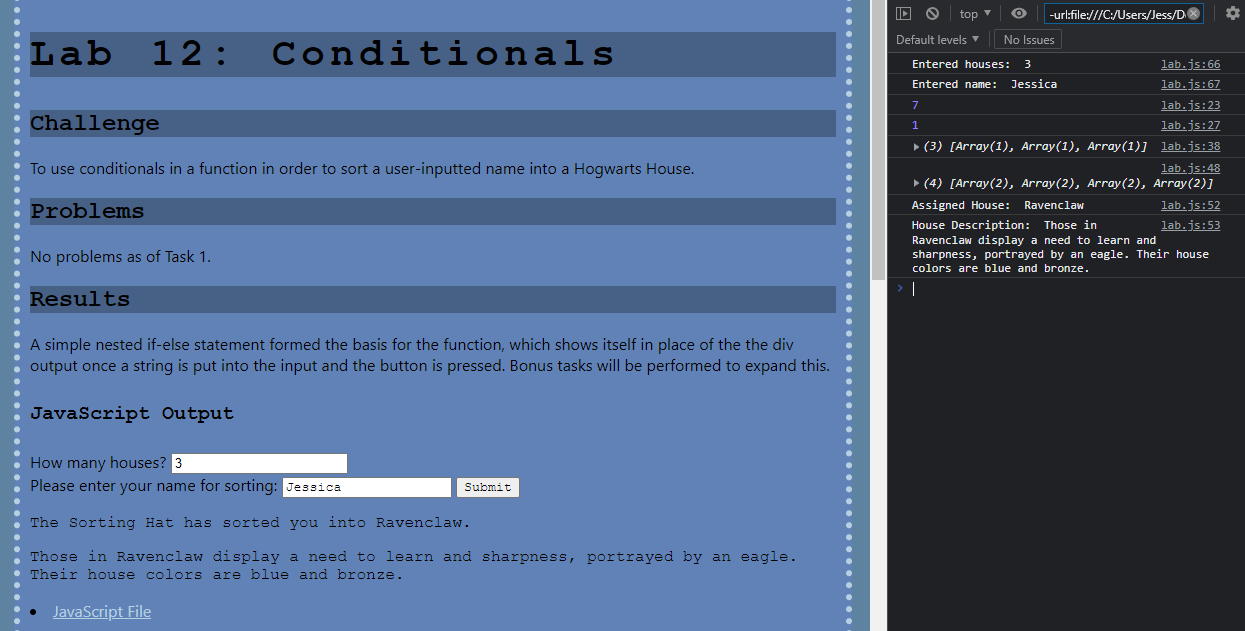 Lab 12: Conditionals
Challenge
To use conditionals in a function in order to sort a user-inputted name into a Hogwarts House.
Problems
No problems as of Task 1.
Results
A simple nested if-else statement formed the basis for the function, which shows itself in place of the the div
output once a string is put into the input and the button is pressed. Bonus tasks will be performed to expand this.
JavaScript Output
How many houses? 3
Please enter your name for sorting: Jessica Submit
The Sorting Hat has sorted you into Ravenclaw.
Those in Ravenclaw display a need to learn and sharpness, portrayed by an eagle.
Their house colors are blue and bronze.
JavaScript File
top -url:file:///C:/Users/Jess/D
Default levels No Issues
Entered houses: 3 lab.js:66
Entered name: Jessica lab.js:67
7 lab.js:23
1 lab.js:27
(3) [Array(1), Array(1), Array(1)] lab.js:38
lab.js:48
(4) [Array(2), Array(2), Array(2), Array(2)]
Assigned House: Ravenclaw lab.js:52
House Description: Those in lab.js:53
Ravenclaw display a need to learn and
sharpness, portrayed by an eagle. Their house
colors are blue and bronze.